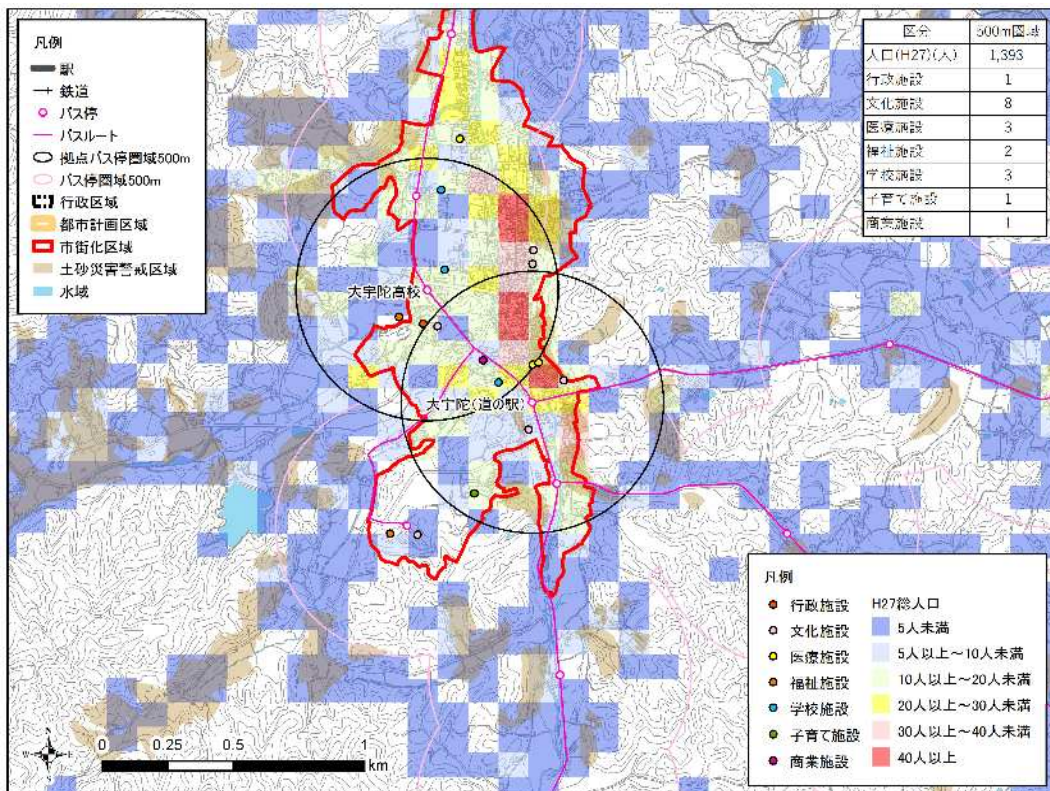 凡例
駅
鉄道
バス停
バスルート
拠点バス停圏域500m
バス停圏域500m
行政区域
都市計画区域
市街化区域
土砂災害警戒区域
水域
区分 500m圏域
人口(H27)(人) 1,393
行政施設 1
文化施設 8
医療施設 3
福祉施設 2
学校施設 3
子育て施設 1
商業施設 1
大宇陀高校
大宇陀(道の駅)
凡例
行政施設
文化施設
医療施設
福祉施設
学校施設
子育て施設
商業施設
H27総人口
5人未満
5人以上~10人未満
10人以上~20人未満
20人以上~30人未満
30人以上~40人未満
40人以上
N
W E
S
0 0.25 0.5 1
km